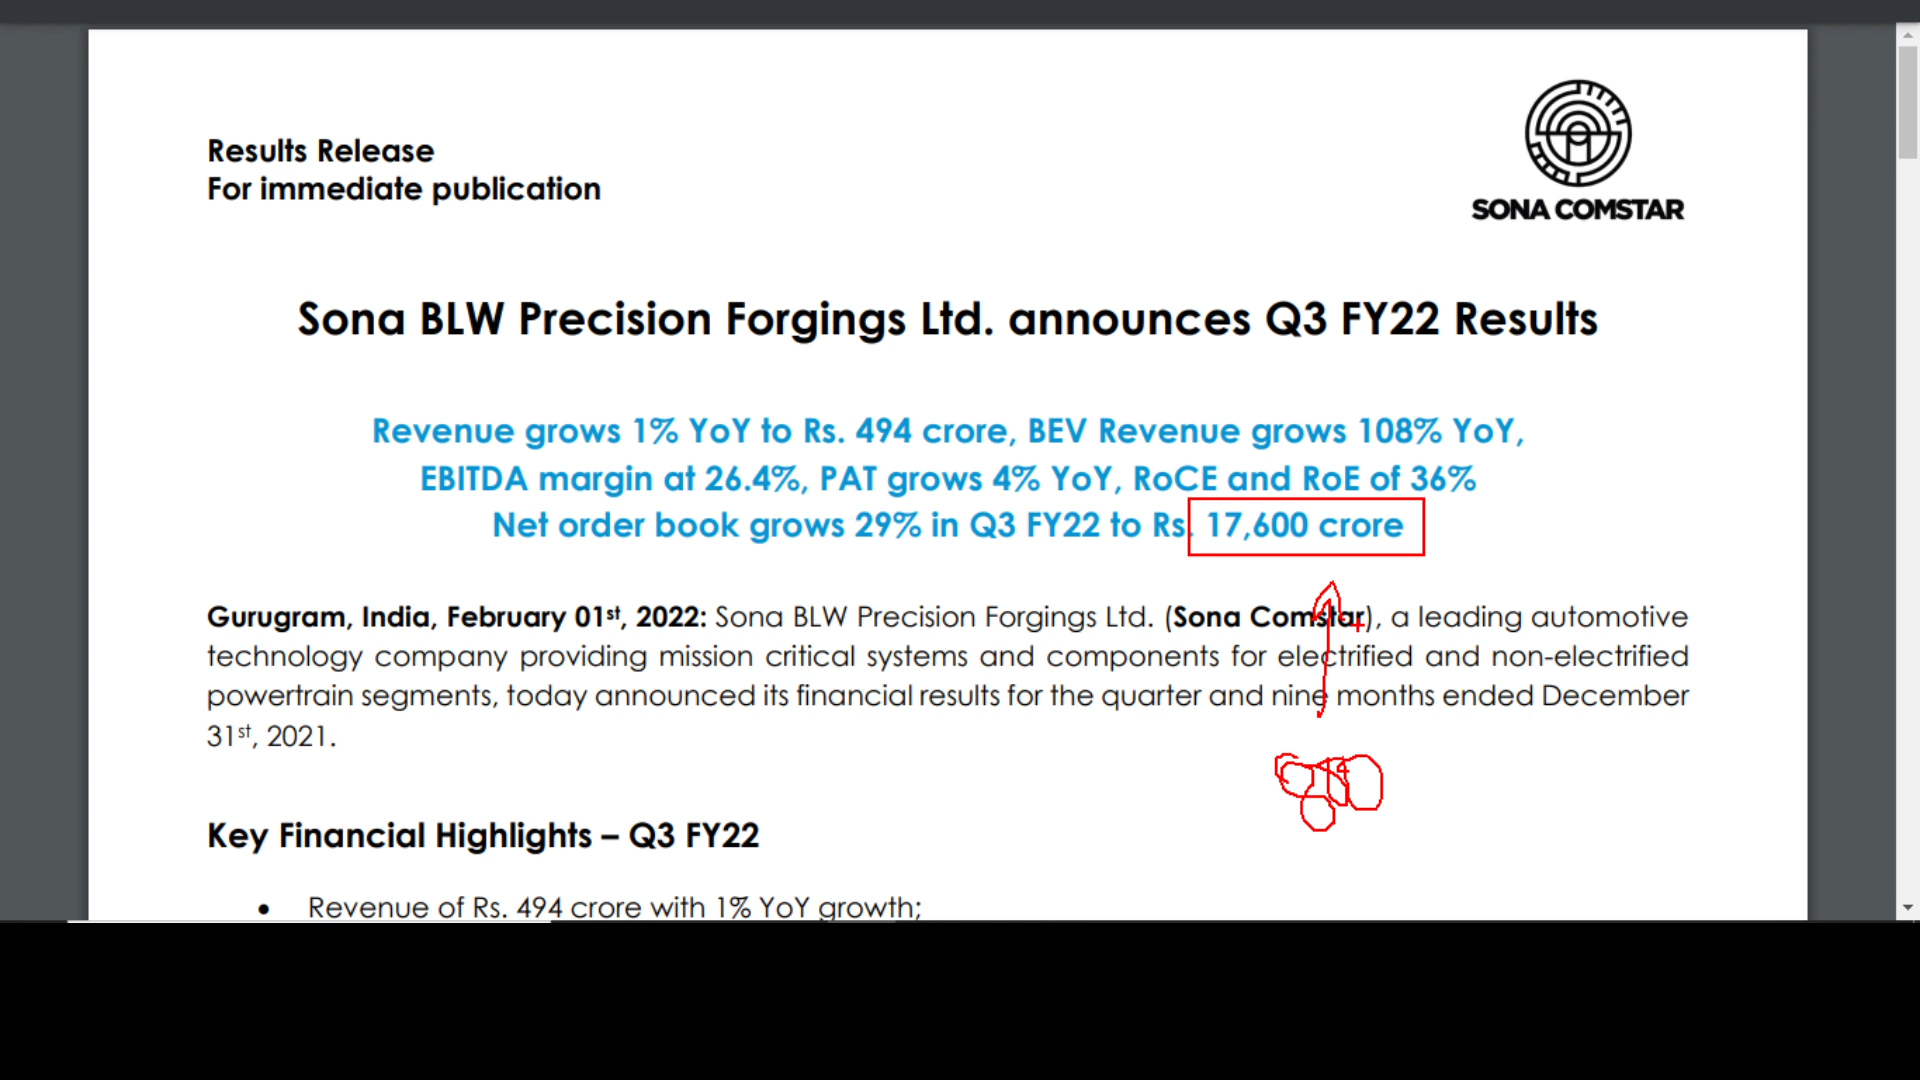 Results Release
For immediate publication
SONA COMSTAR
Sona BLW Precision Forgings Ltd. announces Q3 FY22 Results
Revenue grows 1% YoY to Rs. 494 crore, BEV Revenue grows 108% YoY,
EBITDA margin at 26.4%, PAT grows 4% YoY, RoCE and RoE of 36%
Net order book grows 29% in Q3 FY22 to Rs. 17,600 crore
Gurugram, India, February 01st, 2022: Sona BLW Precision Forgings Ltd. (Sona Comstar), a leading automotive
technology company providing mission critical systems and components for electrified and non-electrified
powertrain segments, today announced its financial results for the quarter and nine months ended December
31st, 2021.
Key Financial Highlights – Q3 FY22
• Revenue of Rs. 494 crore with 1% YoY growth;